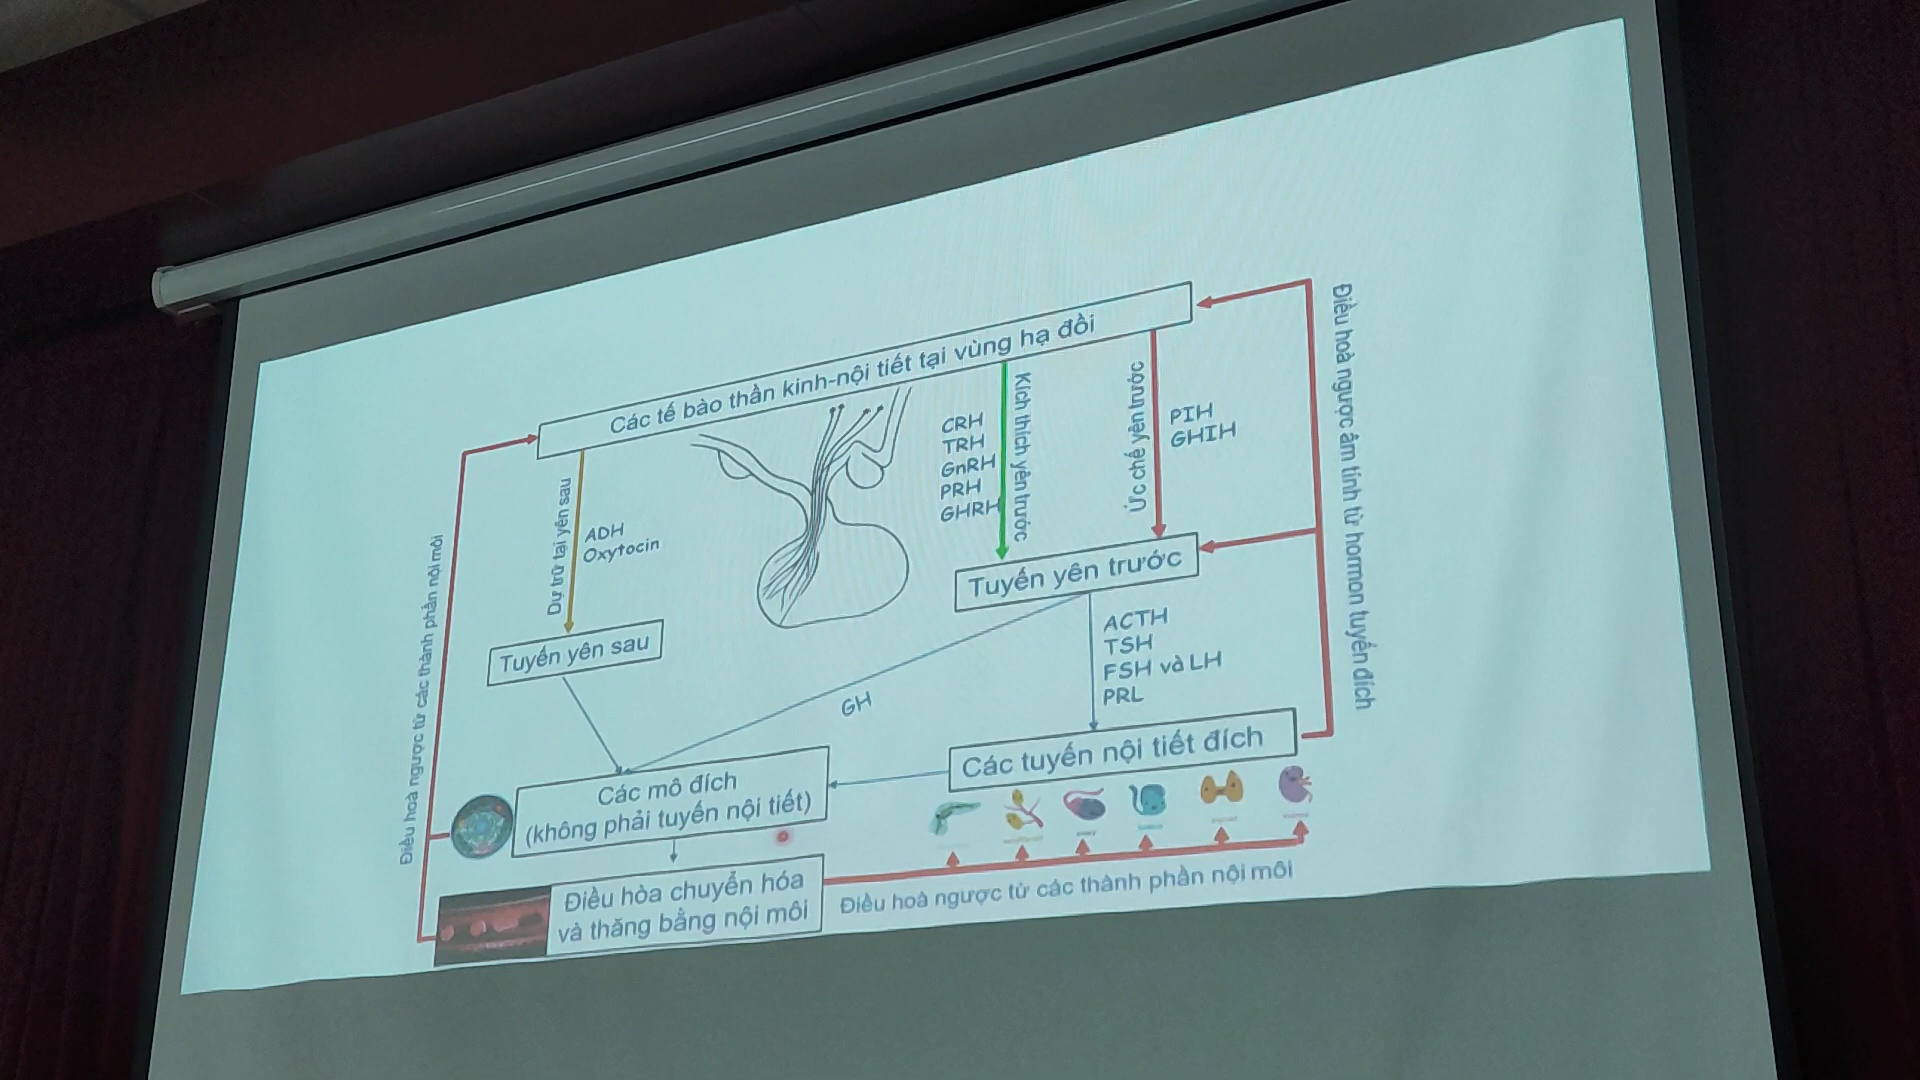 Các tế bào thần kinh-nội tiết tại vùng hạ đồi
Điều hoà ngược từ các thành phần nội môi
Dự trữ tại yên sau
ADH
Oxytocin
CRH
TRH
GnRH
PRH
GHRH
Kích thích yên trước
Ức chế yên trước
PIH
GHIH
Điều hoà ngược âm tính từ hormon tuyến đích
Tuyến yên sau
Tuyến yên trước
GH
ACTH
TSH
FSH và LH
PRL
Các mô đích
(không phải tuyến nội tiết)
Các tuyến nội tiết đích
Điều hòa chuyển hóa
và thăng bằng nội môi
Điều hoà ngược từ các thành phần nội môi